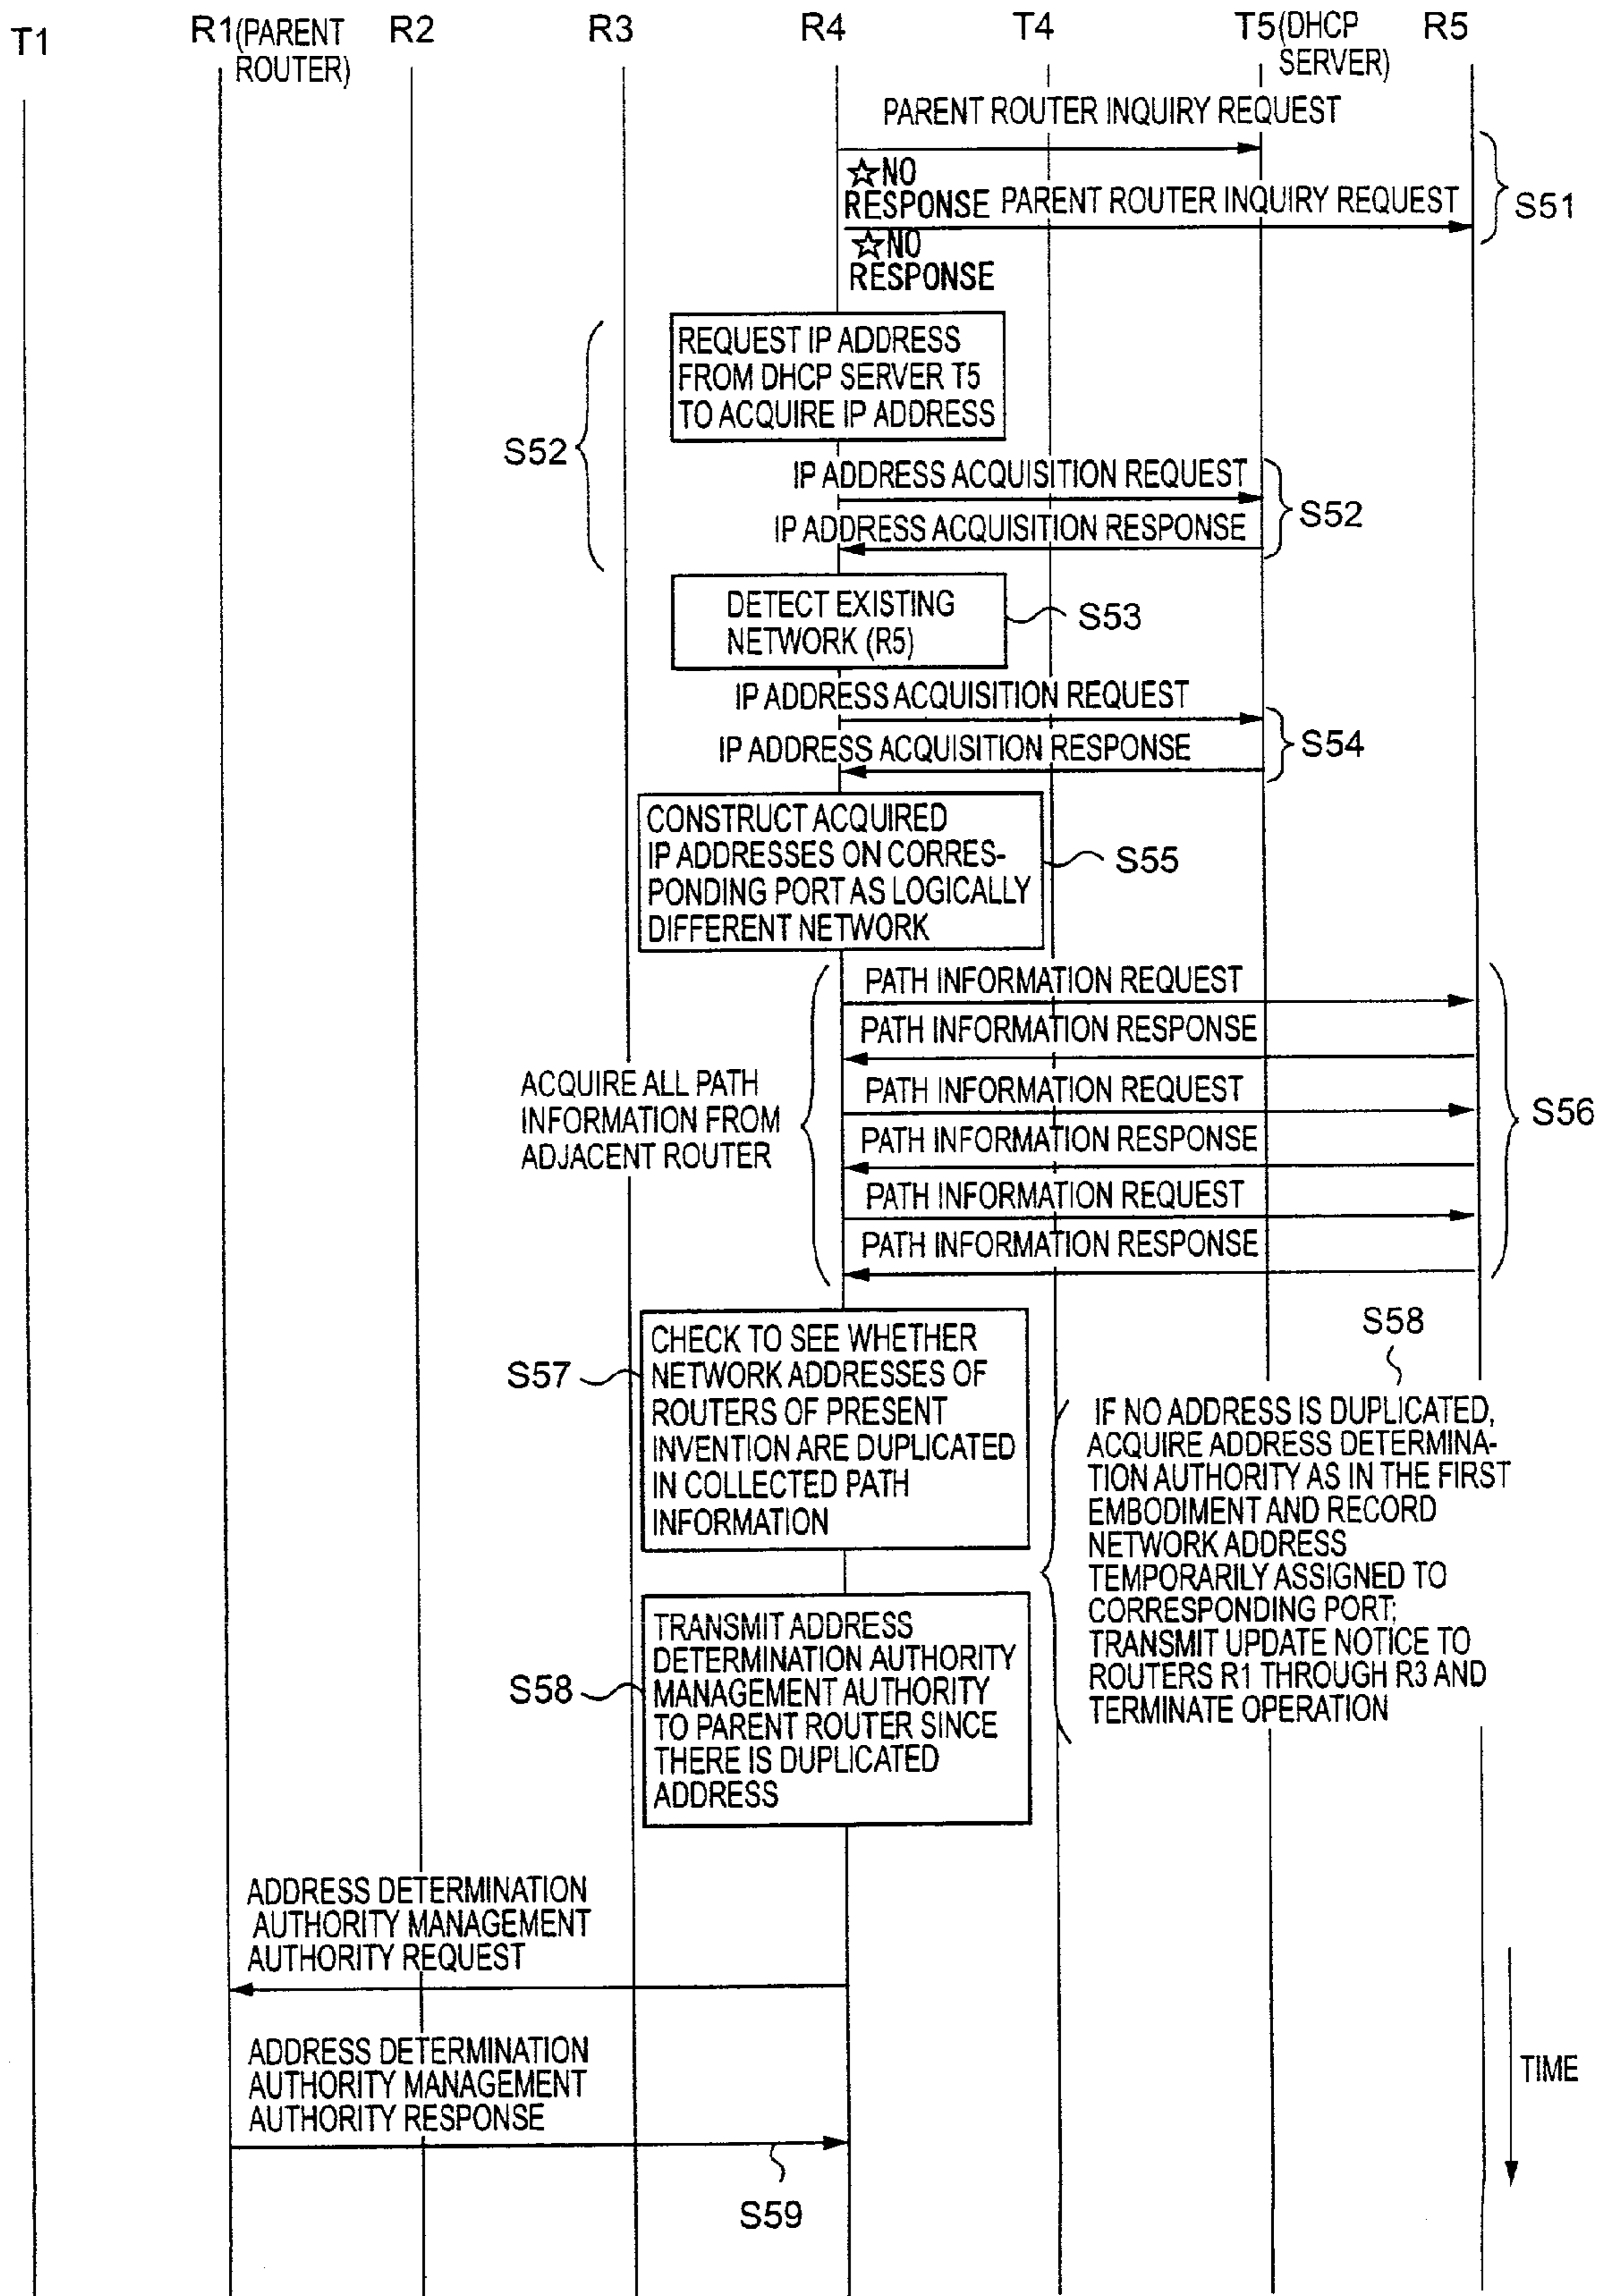 T1
R1 (PARENT
ROUTER)
R2
R3
R4
T4
T5 (DHCP
SERVER)
R5
PARENT ROUTER INQUIRY REQUEST
☆NO
RESPONSE
PARENT ROUTER INQUIRY REQUEST
S51
☆NO
RESPONSE
REQUEST IP ADDRESS
FROM DHCP SERVER T5
TO ACQUIRE IP ADDRESS
S52
IP ADDRESS ACQUISITION REQUEST
S52
IP ADDRESS ACQUISITION RESPONSE
DETECT EXISTING
NETWORK (R5)
S53
IP ADDRESS ACQUISITION REQUEST
S54
IP ADDRESS ACQUISITION RESPONSE
CONSTRUCT ACQUIRED
IP ADDRESSES ON CORRES-
PONDING PORT AS LOGICALLY
DIFFERENT NETWORK
S55
PATH INFORMATION REQUEST
PATH INFORMATION RESPONSE
ACQUIRE ALL PATH
INFORMATION FROM
ADJACENT ROUTER
PATH INFORMATION REQUEST
S56
PATH INFORMATION RESPONSE
PATH INFORMATION REQUEST
PATH INFORMATION RESPONSE
S57
CHECK TO SEE WHETHER
NETWORK ADDRESSES OF
ROUTERS OF PRESENT
INVENTION ARE DUPLICATED
IN COLLECTED PATH
INFORMATION
S58
IF NO ADDRESS IS DUPLICATED,
ACQUIRE ADDRESS DETERMINA-
TION AUTHORITY AS IN THE FIRST
EMBODIMENT AND RECORD
NETWORK ADDRESS
TEMPORARILY ASSIGNED TO
CORRESPONDING PORT;
TRANSMIT UPDATE NOTICE TO
ROUTERS R1 THROUGH R3 AND
TERMINATE OPERATION
S58
TRANSMIT ADDRESS
DETERMINATION AUTHORITY
MANAGEMENT AUTHORITY
TO PARENT ROUTER SINCE
THERE IS DUPLICATED
ADDRESS
ADDRESS DETERMINATION
AUTHORITY MANAGEMENT
AUTHORITY REQUEST
ADDRESS DETERMINATION
AUTHORITY MANAGEMENT
AUTHORITY RESPONSE
TIME
S59